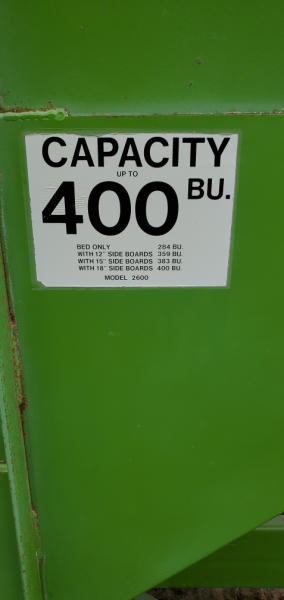 CAPACITY
UP TO
400 BU.
BED ONLY 284 BU.
WITH 12" SIDE BOARDS 359 BU.
WITH 15" SIDE BOARDS 383 BU.
WITH 18" SIDE BOARDS 400 BU.
MODEL 2600